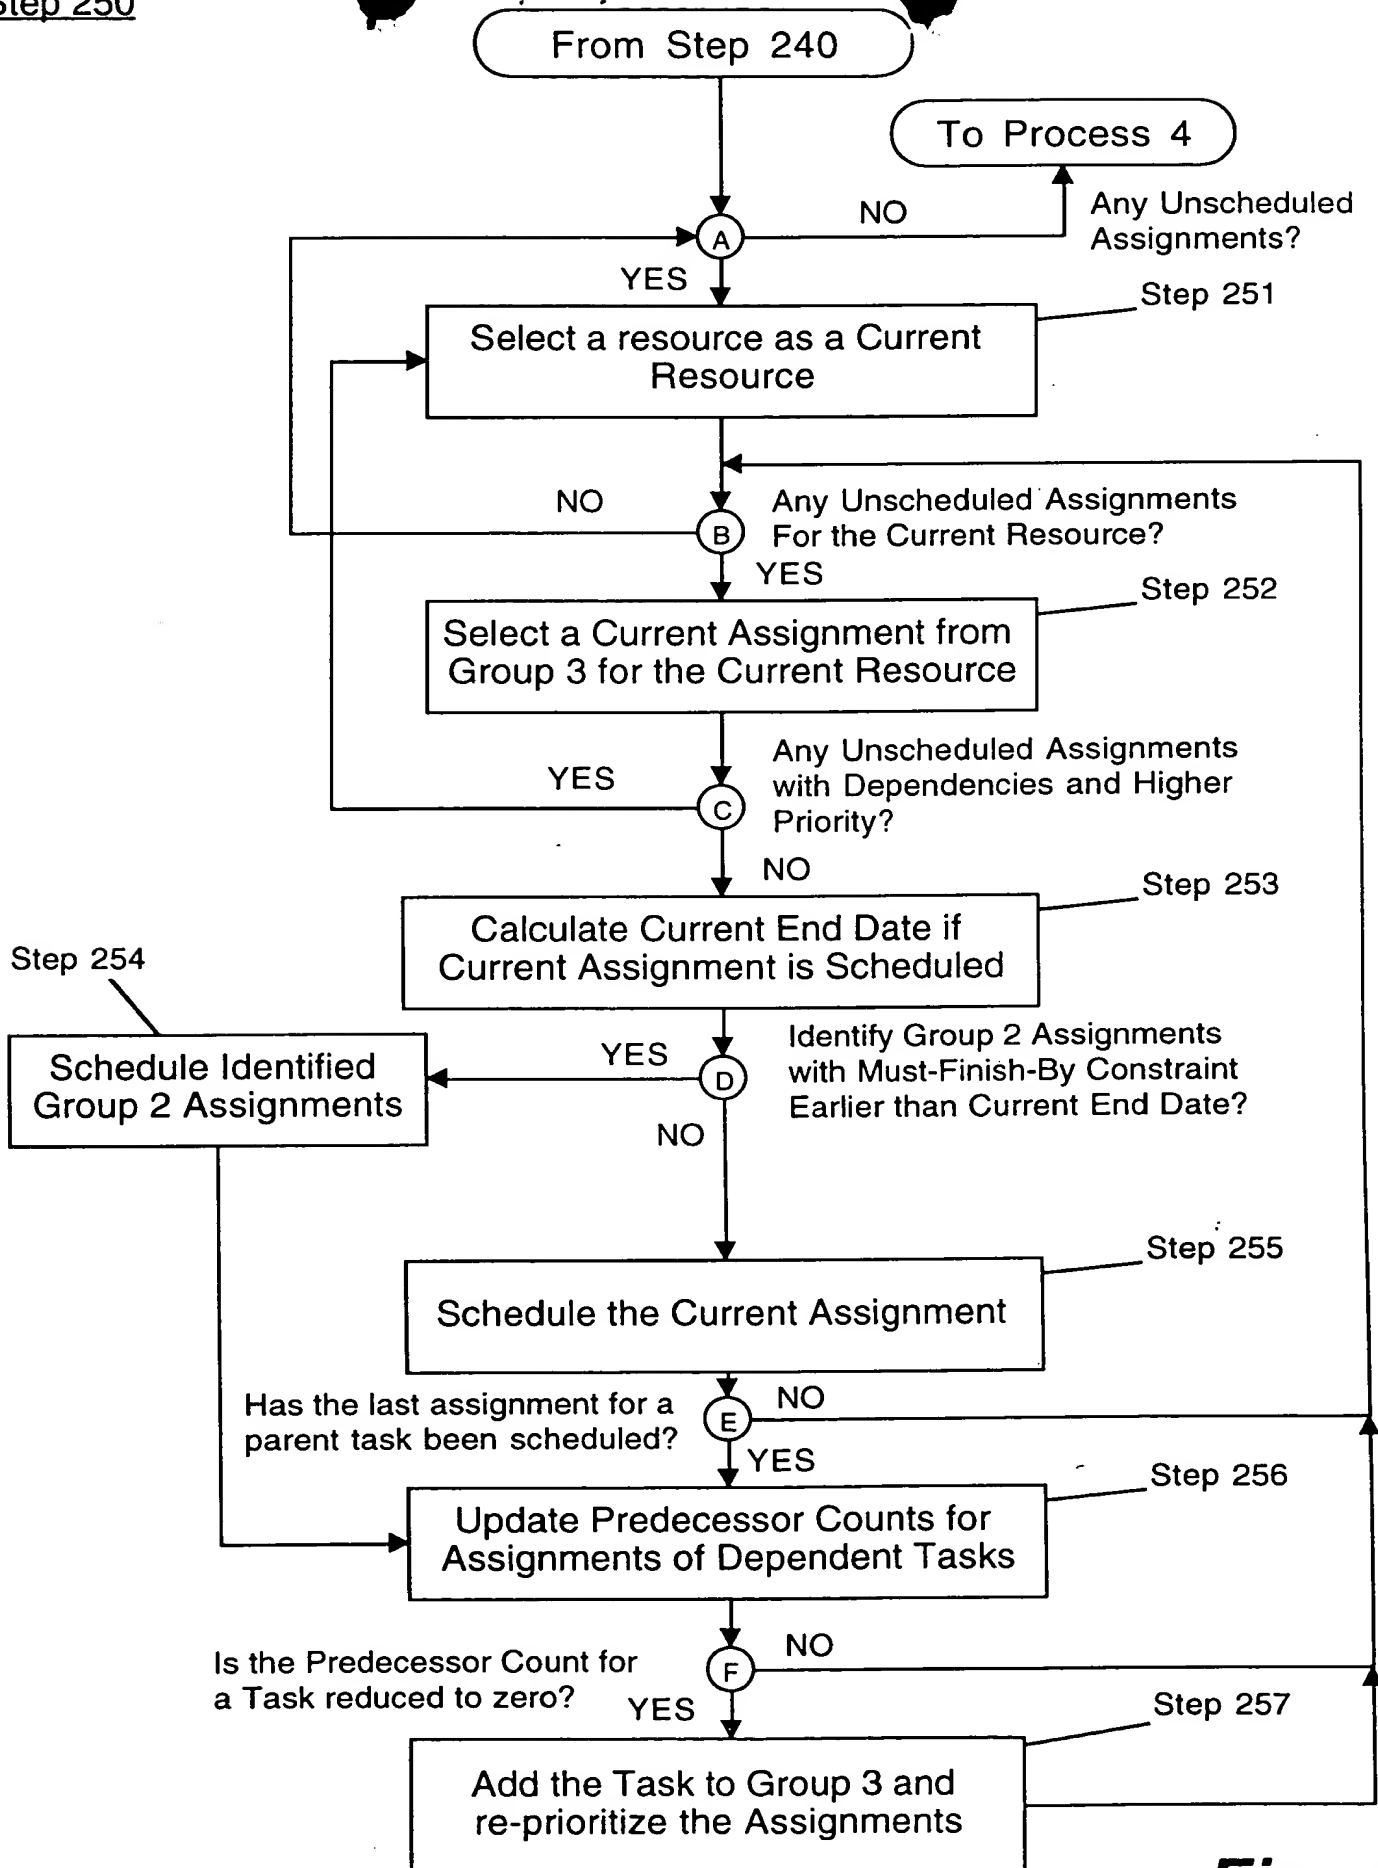 Step 250
From Step 240
To Process 4
NO
Any Unscheduled
Assignments?
A
YES
Step 251
Select a resource as a Current
Resource
NO
Any Unscheduled Assignments
For the Current Resource?
B
YES
Step 252
Select a Current Assignment from
Group 3 for the Current Resource
YES
Any Unscheduled Assignments
with Dependencies and Higher
Priority?
C
NO
Step 253
Calculate Current End Date if
Current Assignment is Scheduled
Step 254
Schedule Identified
Group 2 Assignments
YES
D
Identify Group 2 Assignments
with Must-Finish-By Constraint
Earlier than Current End Date?
NO
Step 255
Schedule the Current Assignment
Has the last assignment for a
parent task been scheduled?
E
NO
YES
Step 256
Update Predecessor Counts for
Assignments of Dependent Tasks
Is the Predecessor Count for
a Task reduced to zero?
F
NO
YES
Step 257
Add the Task to Group 3 and
re-prioritize the Assignments